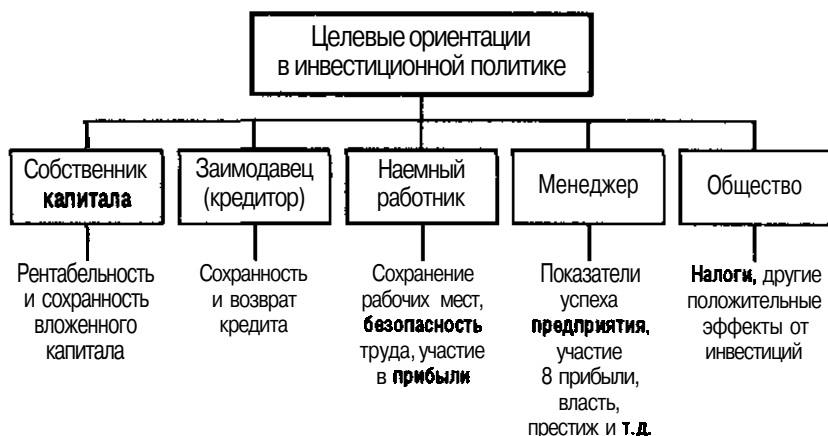 Целевые ориентации
в инвестиционной политике
Собственник
капитала
Заимодавец
(кредитор)
Наемный
работник
Менеджер
Общество
Рентабельность
и сохранность
вложенного
капитала
Сохранность
и возврат
кредита
Сохранение
рабочих мест,
безопасность
труда, участие
в прибыли
Показатели
успеха
предприятия,
участие
8 прибыли,
власть,
престиж и т.д.
Налоги, другие
положительные
эффекты от
инвестиций